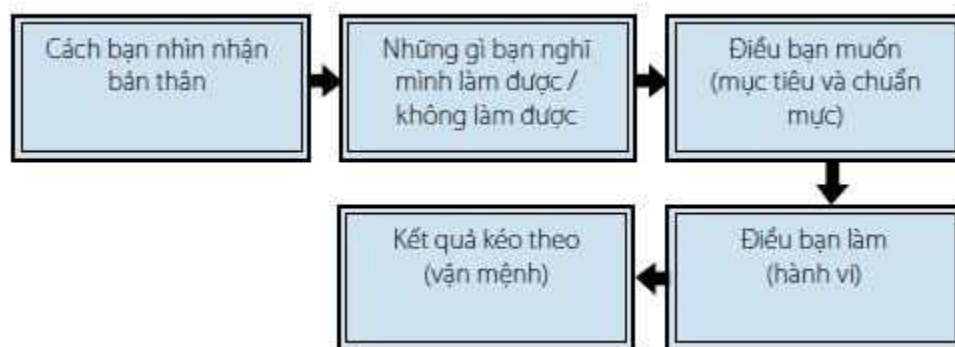 Cách bạn nhìn nhận
bản thân
Những gì bạn nghĩ
mình làm được /
không làm được
Điều bạn muốn
(mục tiêu và chuẩn
mực)
Điều bạn làm
(hành vi)
Kết quả kéo theo
(vận mệnh)